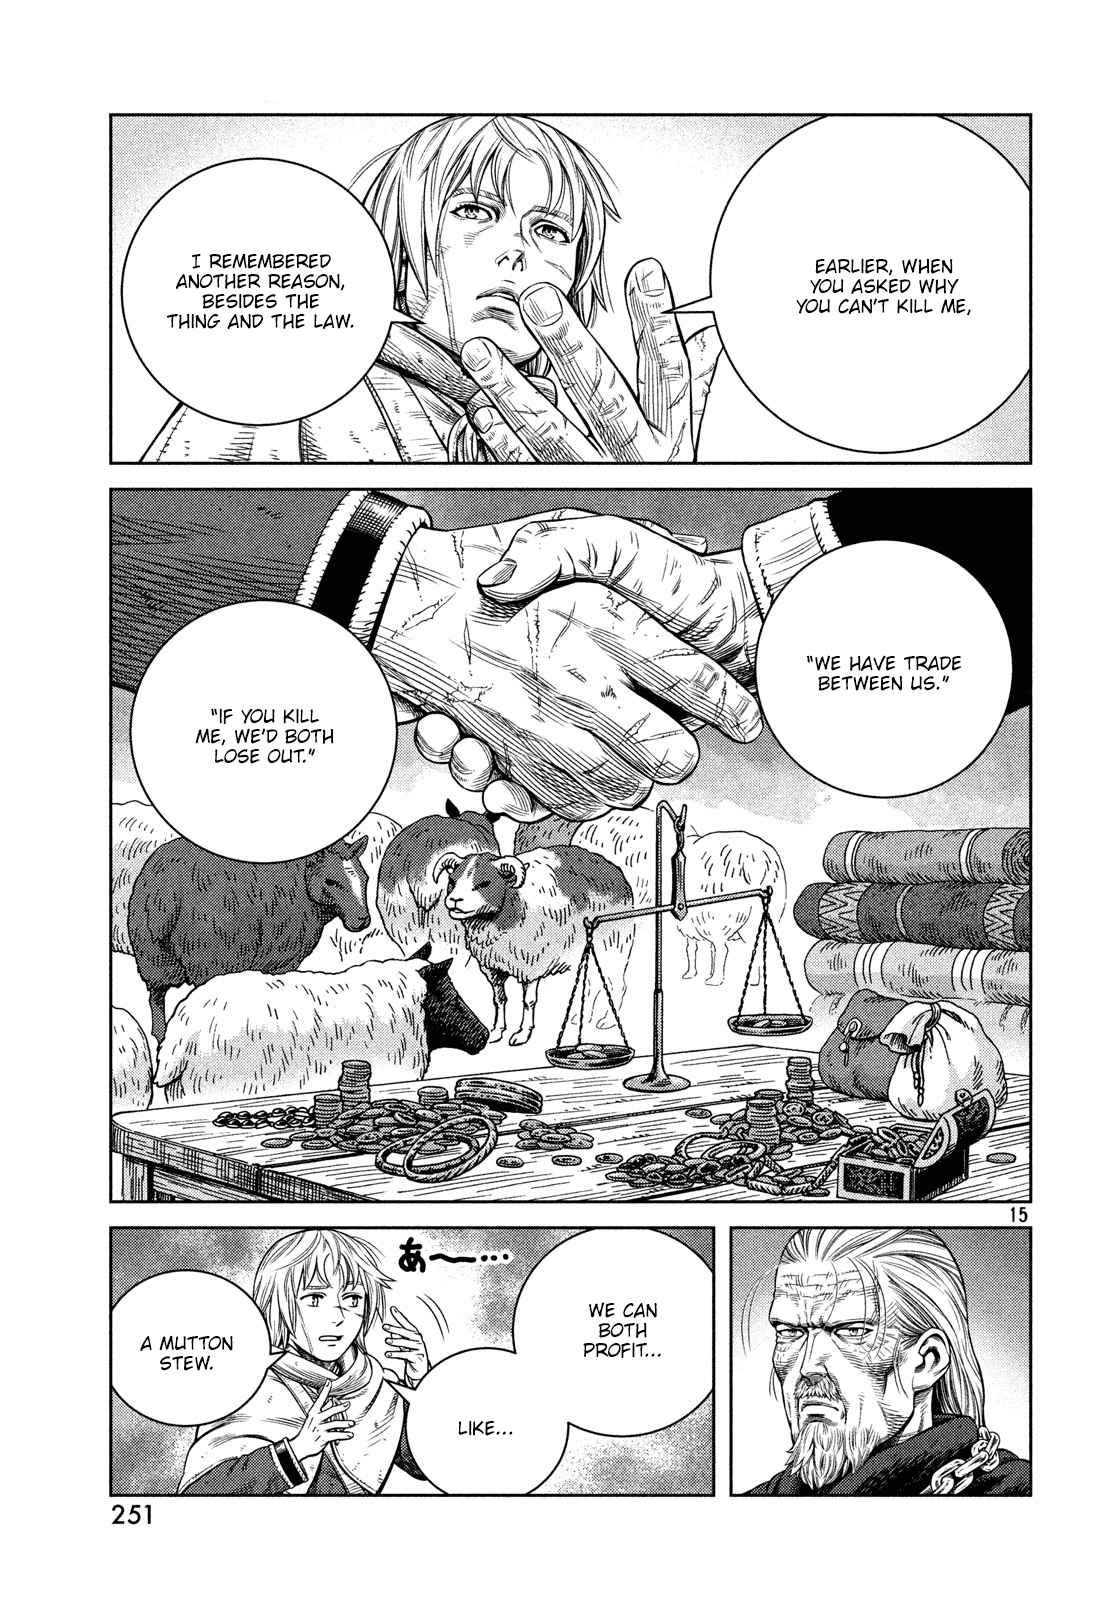 EARLIER, WHEN
YOU ASKED WHY
YOU CAN'T KILL ME,
I REMEMBERED
ANOTHER REASON,
BESIDES THE
THING AND THE LAW.
"WE HAVE TRADE
BETWEEN US."
"IF YOU KILL
ME, WE'D BOTH
LOSE OUT."
15
WE CAN
BOTH
PROFIT...
LIKE...
あ〜…
A MUTTON
STEW.
251